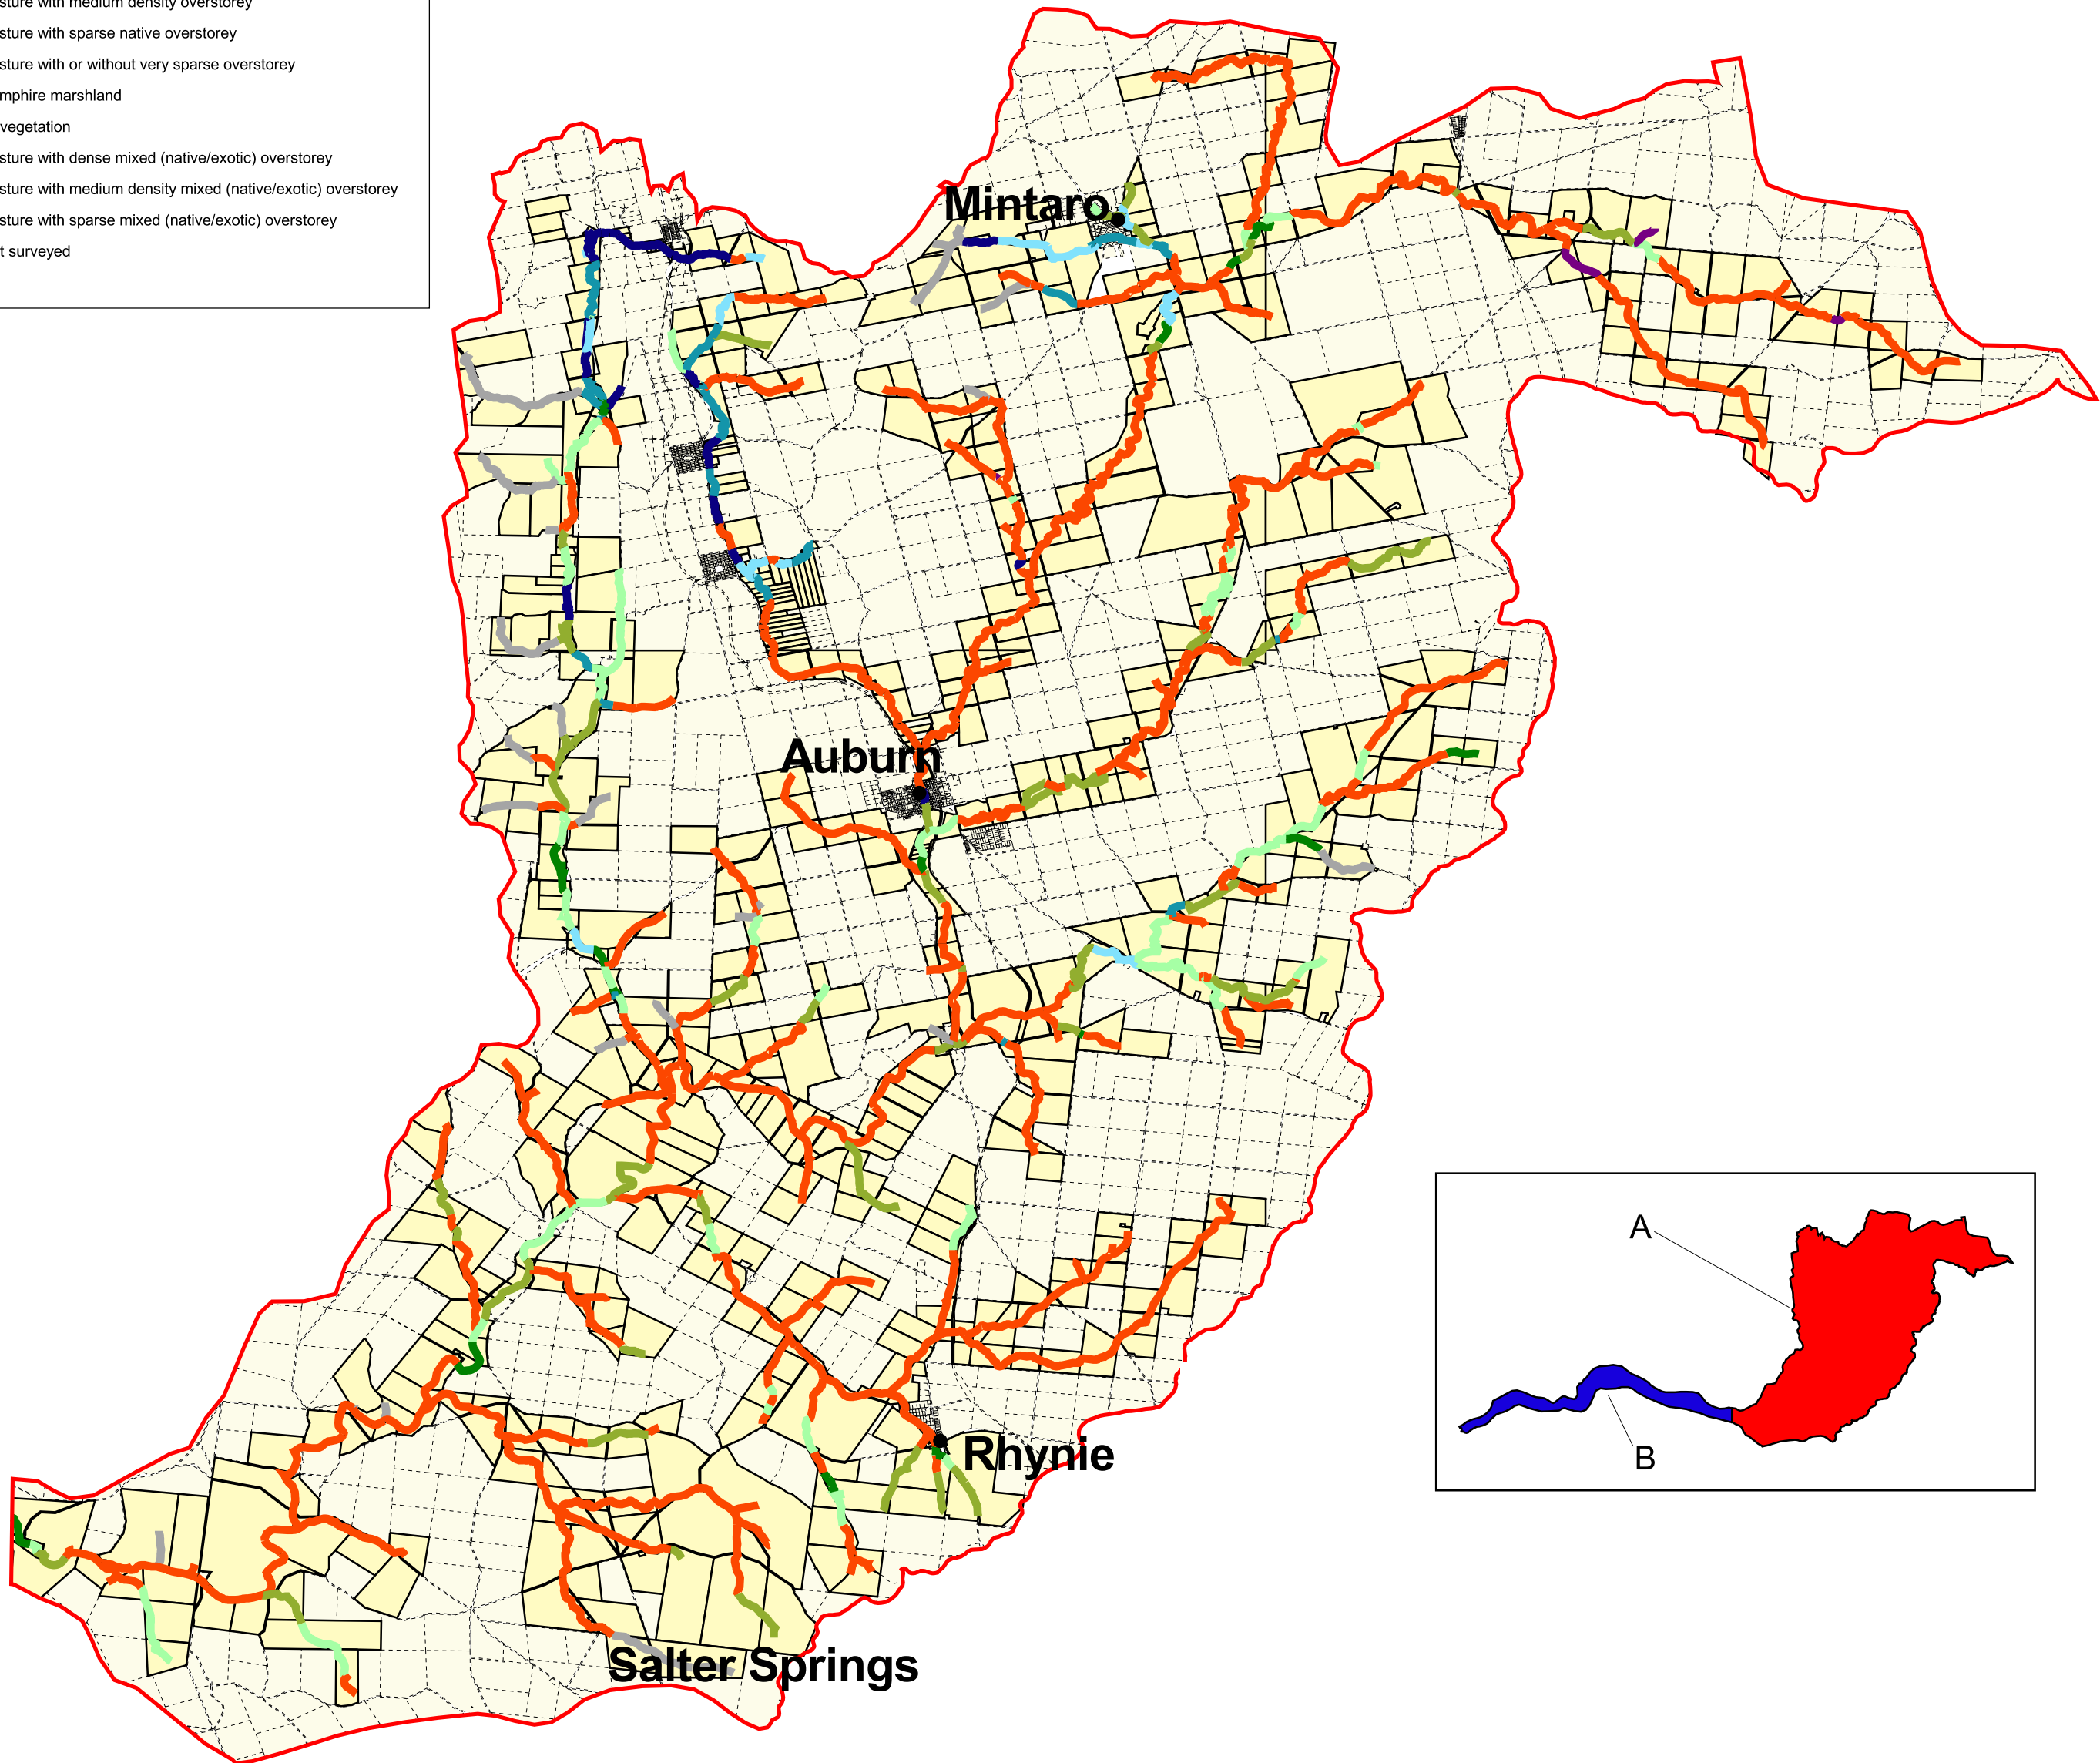 sture with medium density overstorey
sture with sparse native overstorey
sture with or without very sparse overstorey
mphire marshland
vegetation
sture with dense mixed (native/exotic) overstorey
sture with medium density mixed (native/exotic) overstorey
sture with sparse mixed (native/exotic) overstorey
t surveyed
Mintaro
Auburn
Rhynie
Salter Springs
A
B